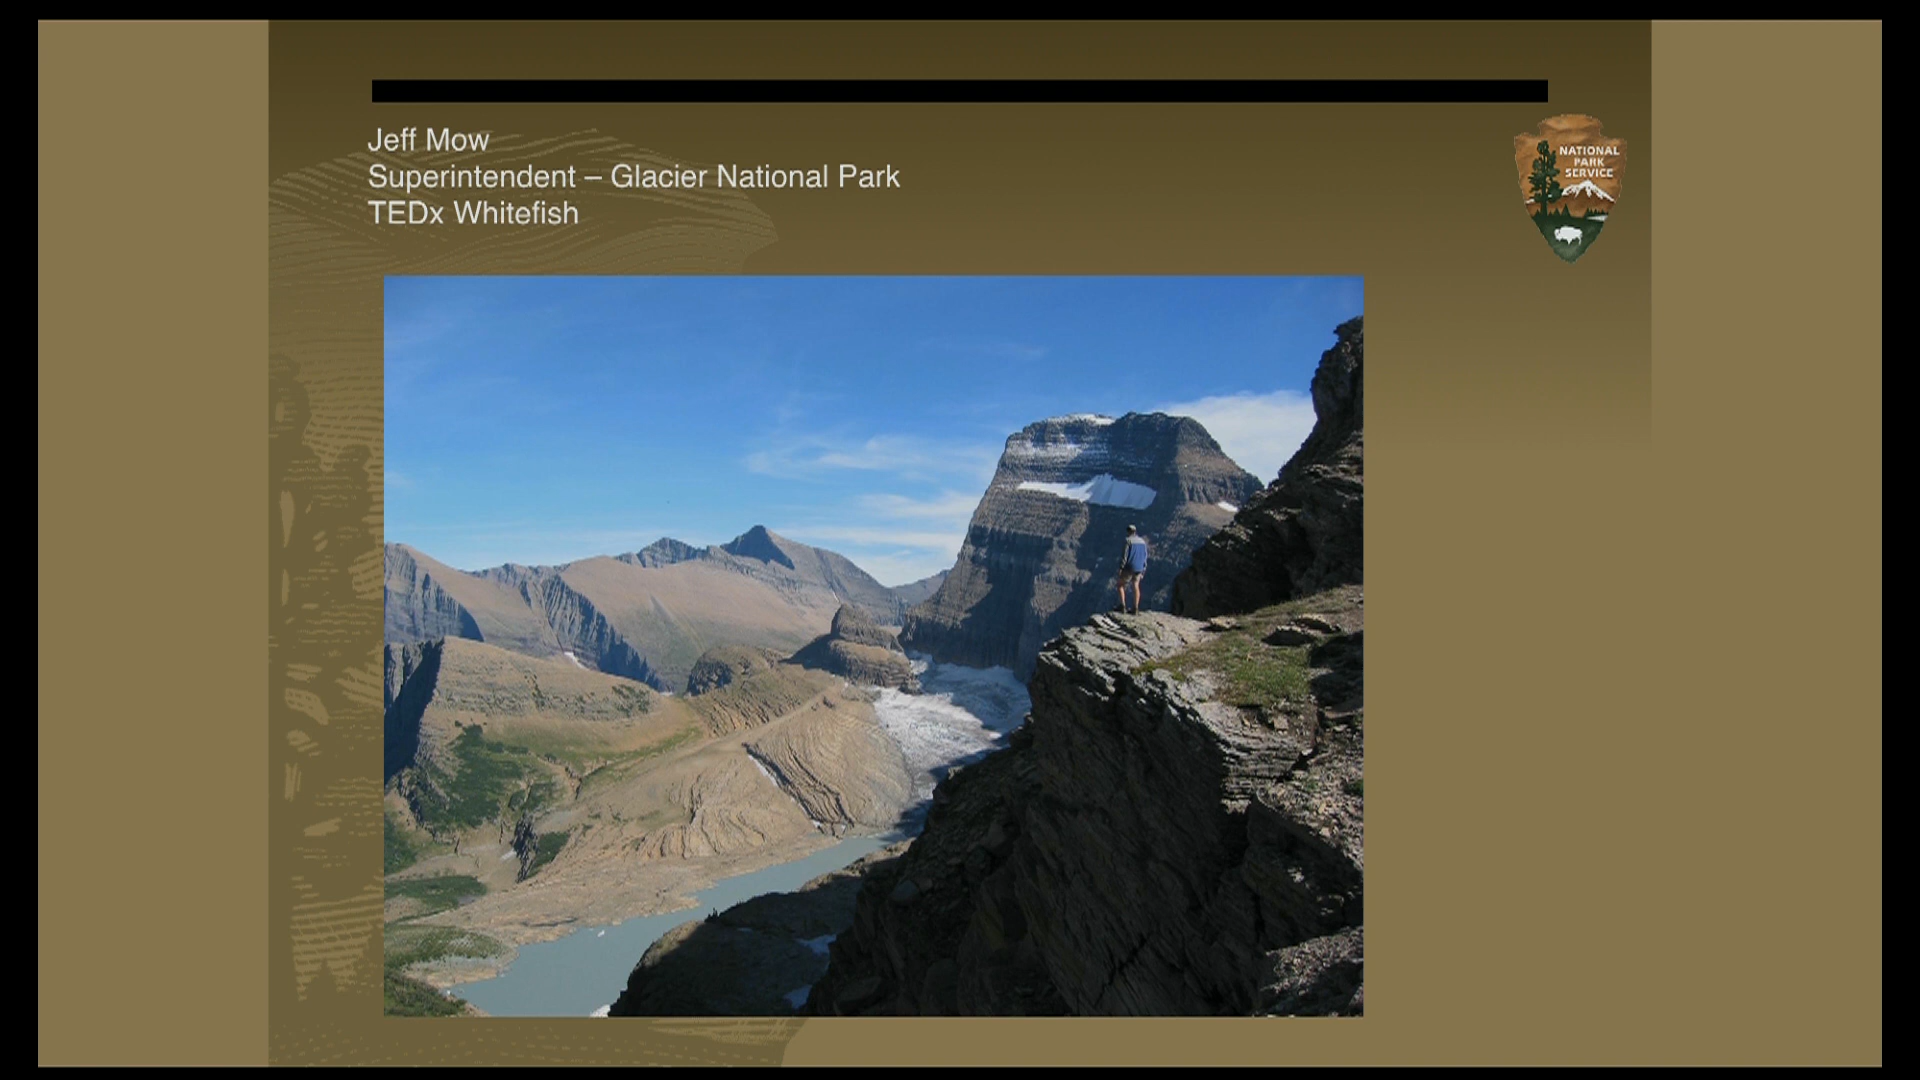 Jeff Mow
Superintendent – Glacier National Park
TEDx Whitefish
NATIONAL
PARK
SERVICE